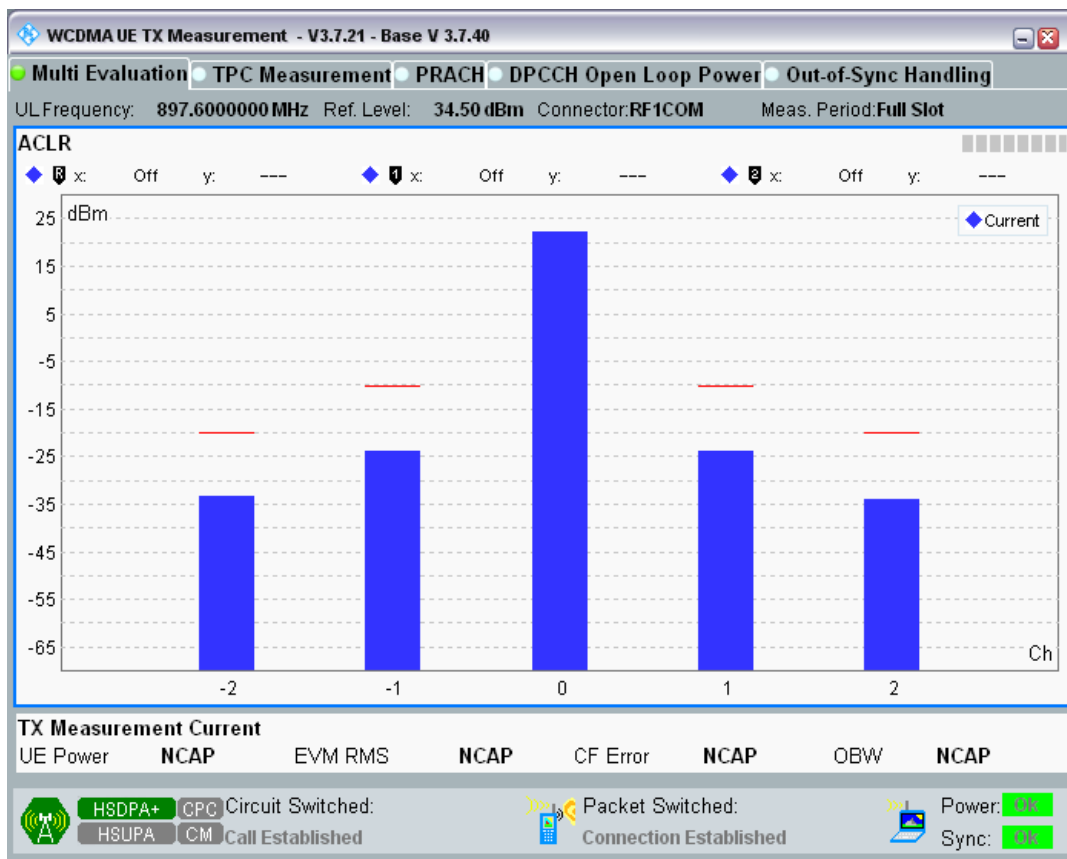 WCDMA UE TX Measurement - V3.7.21 - Base V 3.7.40
Multi Evaluation TPC Measurement PRACH DPCCH Open Loop Power Out-of-Sync Handling
UL Frequency: 897.6000000 MHz Ref. Level: 34.50 dBm Connector:RF1COM Meas. Period:Full Slot
ACLR
R x: Off y: --- 1 x: Off y: --- 2 x: Off y: ---
dBm
Current
25
15
5
-5
-15
-25
-35
-45
-55
-65
Ch
-2 -1 0 1 2
TX Measurement Current
UE Power NCAP EVM RMS NCAP CF Error NCAP OBW NCAP
HSDPA+ CPC Circuit Switched: Packet Switched: Power: OK
HSUPA CM Call Established Connection Established Sync: OK